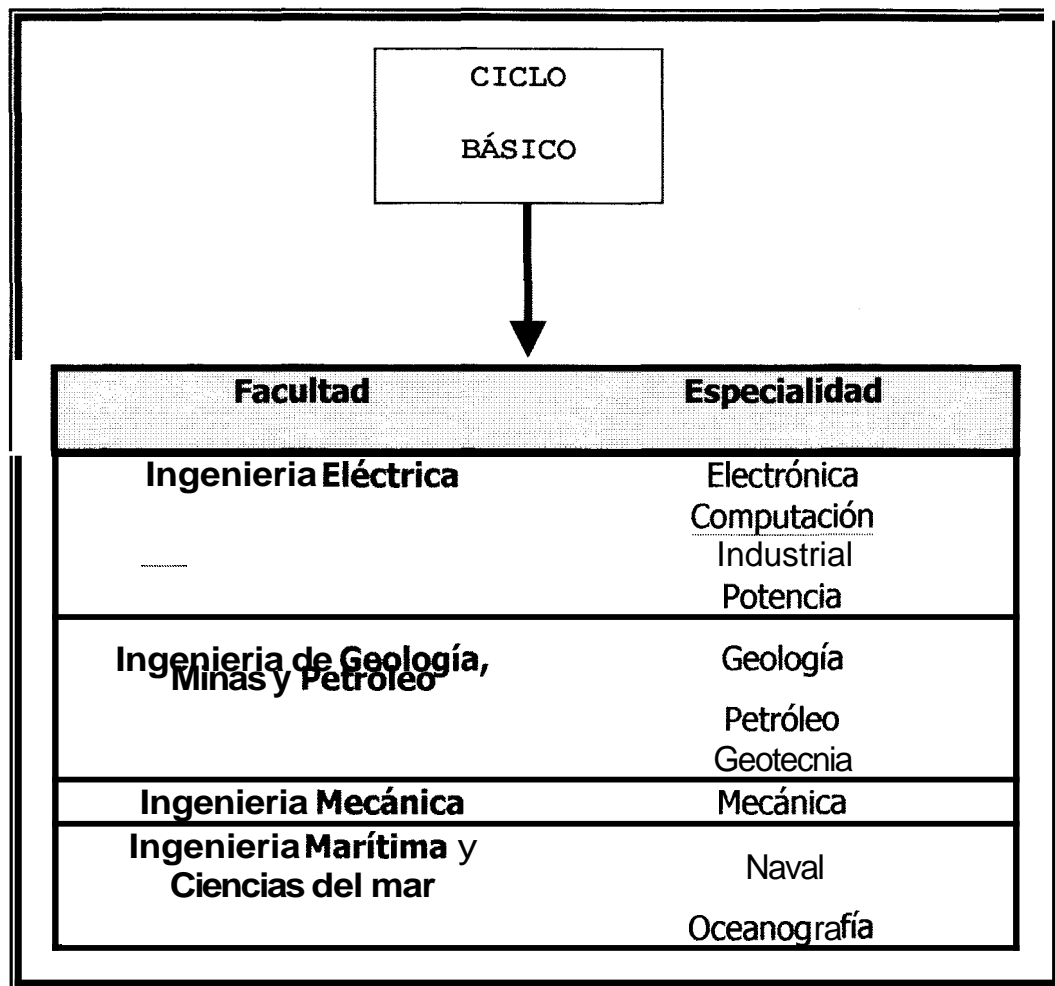 CICLO
BÁSICO
Facultad Especialidad
Ingenieria Eléctrica Electrónica
Computación
Industrial
Potencia
Ingenieria de Geología, Geología
Minas y Petróleo
Petróleo
Geotecnia
Ingenieria Mecánica Mecánica
Ingenieria Marítima y
Ciencias del mar
Naval
Oceanografía